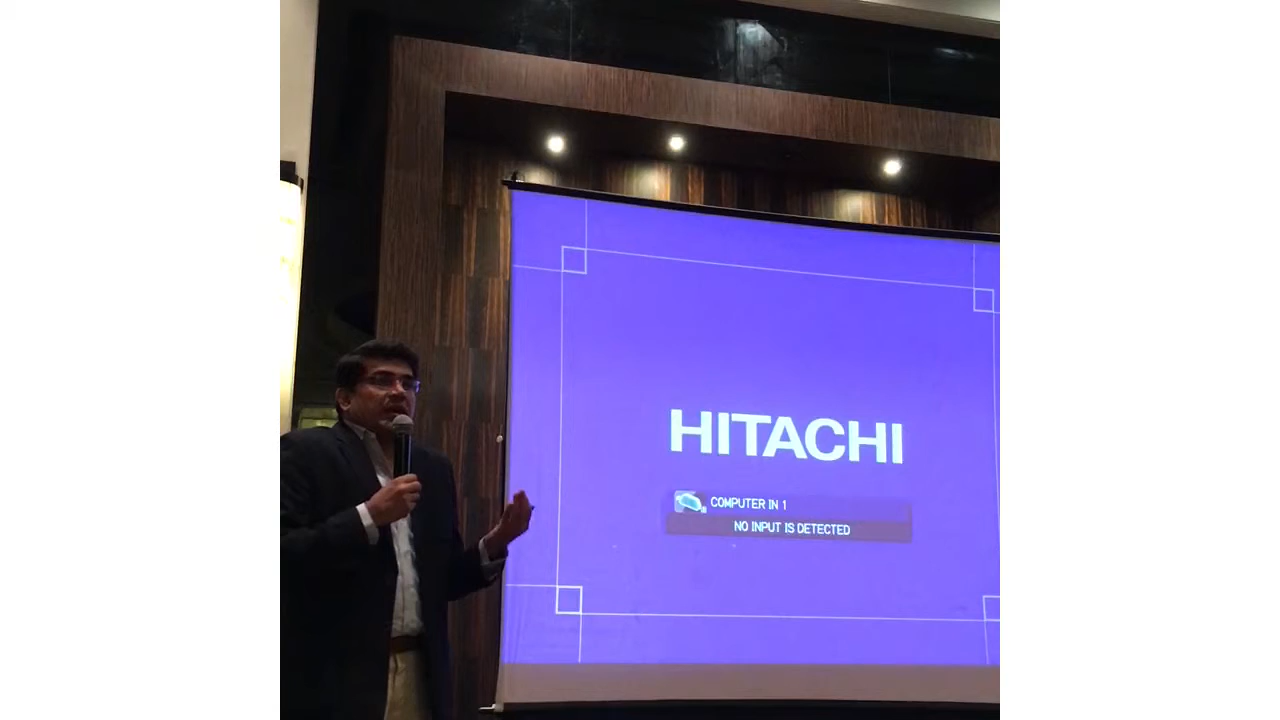 HITACHI
COMPUTER IN 1
NO INPUT IS DETECTED